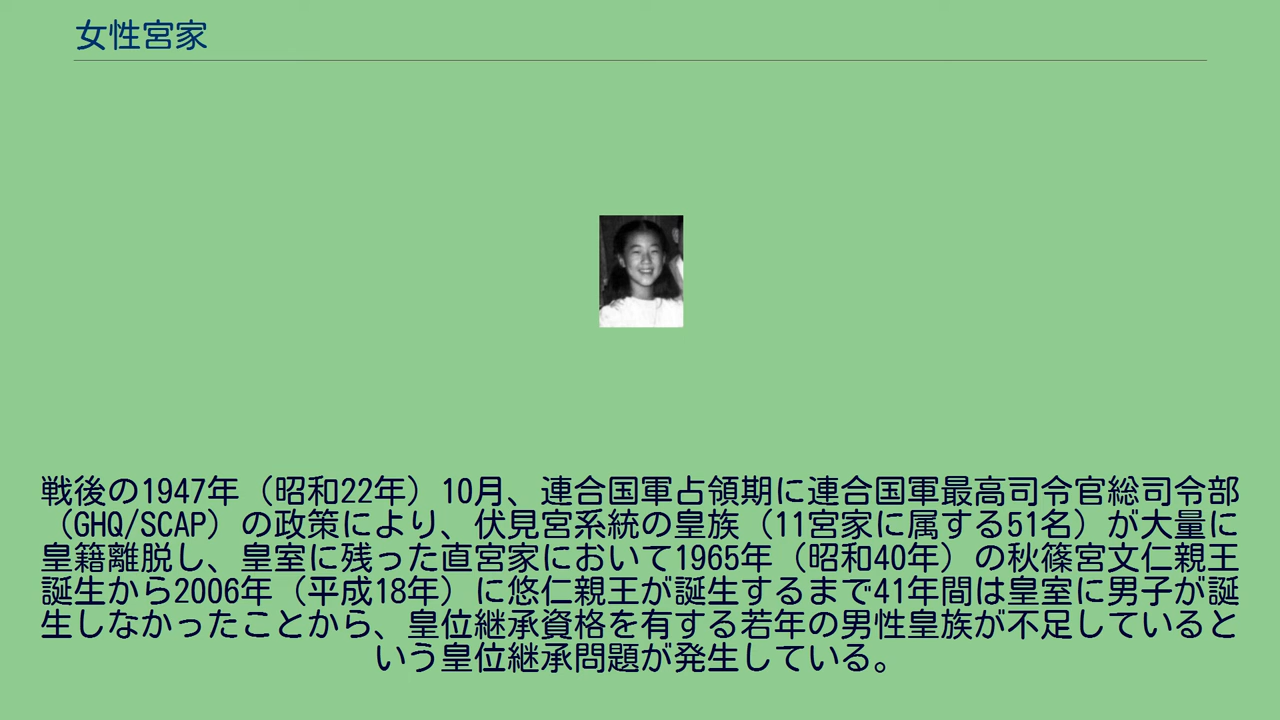 女性宮家
戦後の1947年（昭和22年）10月、連合国軍占領期に連合国軍最高司令官総司令部
（GHQ/SCAP）の政策により、伏見宮系統の皇族（11宮家に属する51名）が大量に
皇籍離脱し、皇室に残った直宮家において1965年（昭和40年）の秋篠宮文仁親王
誕生から2006年（平成18年）に悠仁親王が誕生するまで41年間は皇室に男子が誕
生しなかったことから、皇位継承資格を有する若年の男性皇族が不足していると
いう皇位継承問題が発生している。